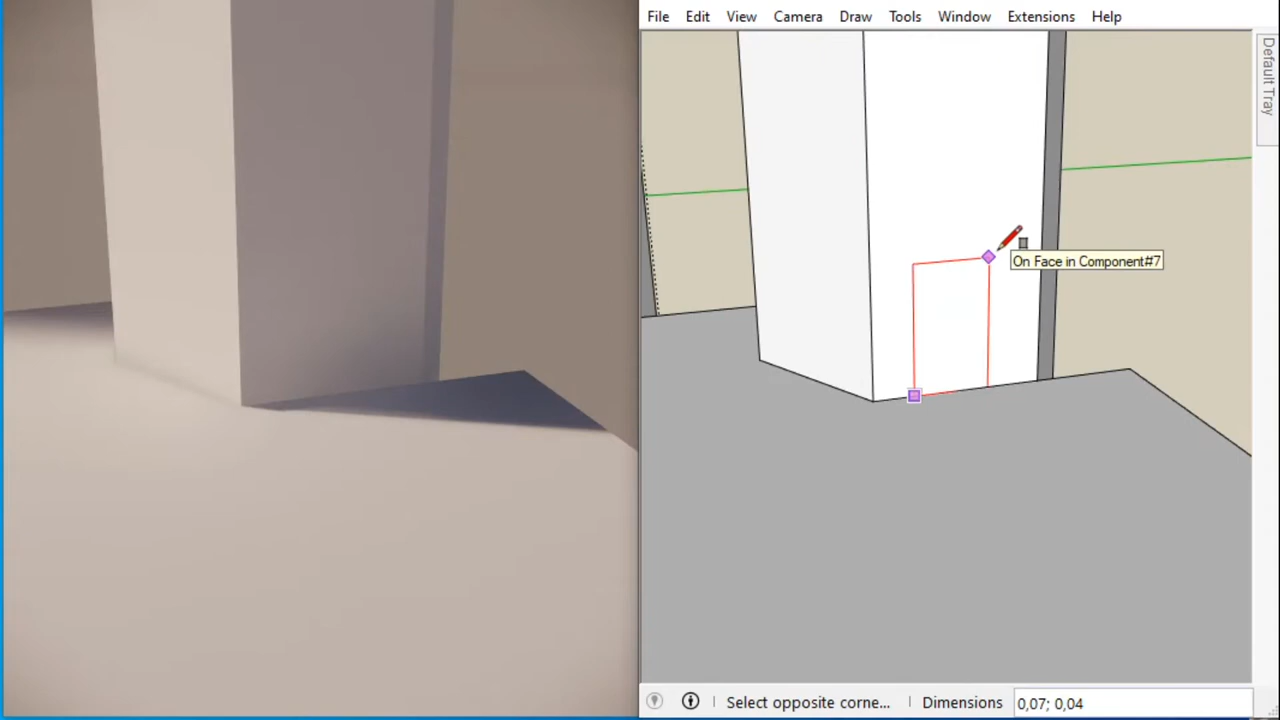 File Edit View Camera Draw Tools Window Extensions Help
Default Tray
On Face in Component#7
Select opposite corne... Dimensions 0,07; 0,04